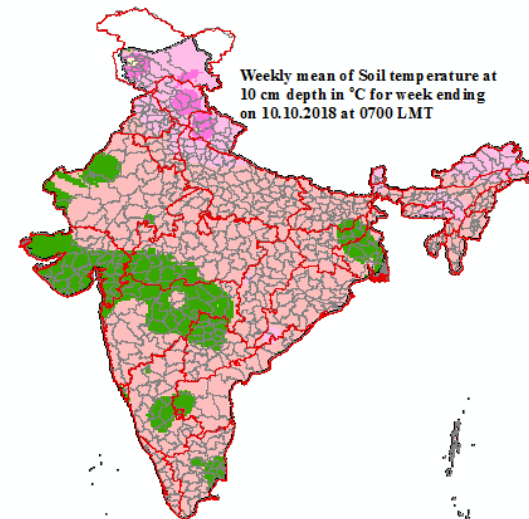 Weekly mean of Soil temperature at
10 cm depth in °C for week ending
on 10.10.2018 at 0700 LMT